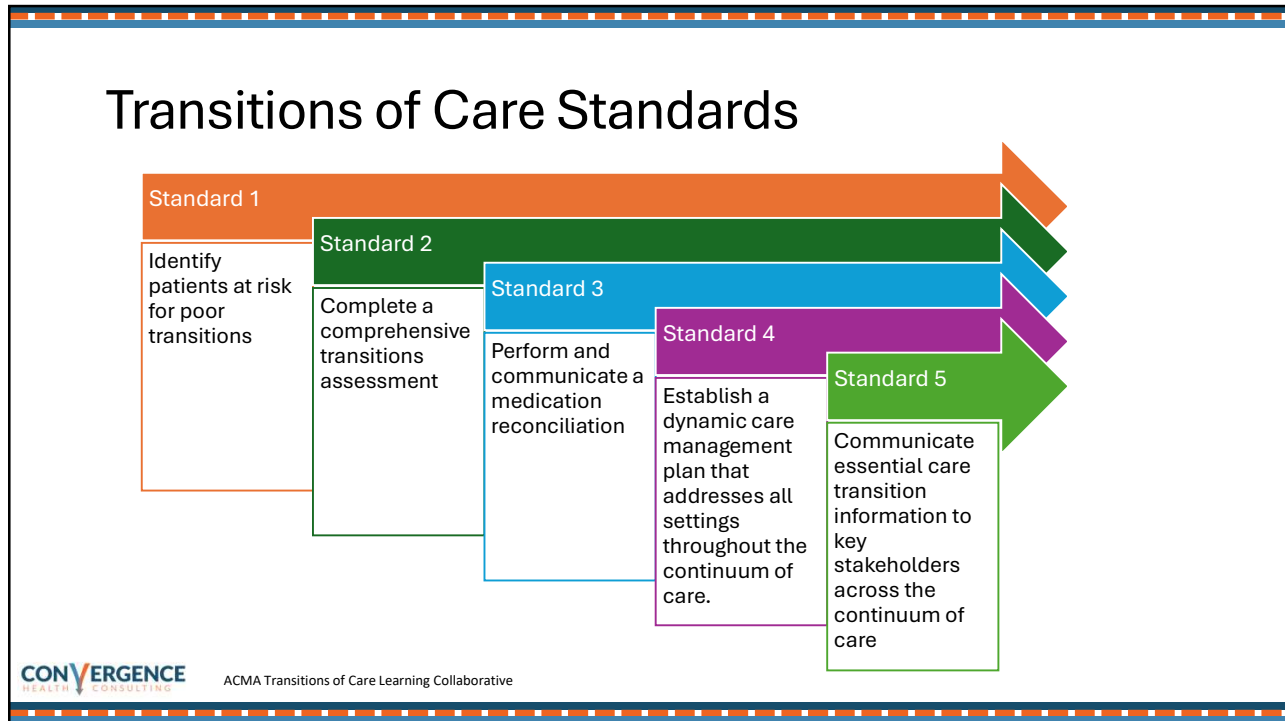 Transitions of Care Standards
Standard 1
Identify
patients at risk
for poor
transitions
Standard 2
Complete a
comprehensive
transitions
assessment
Standard 3
Perform and
communicate a
medication
reconciliation
Standard 4
Establish a
dynamic care
management
plan that
addresses all
settings
throughout the
continuum of
care.
Standard 5
Communicate
essential care
transition
information to
key
stakeholders
across the
continuum of
care
CONVERGENCE
HEALTH CONSULTING
ACMA Transitions of Care Learning Collaborative